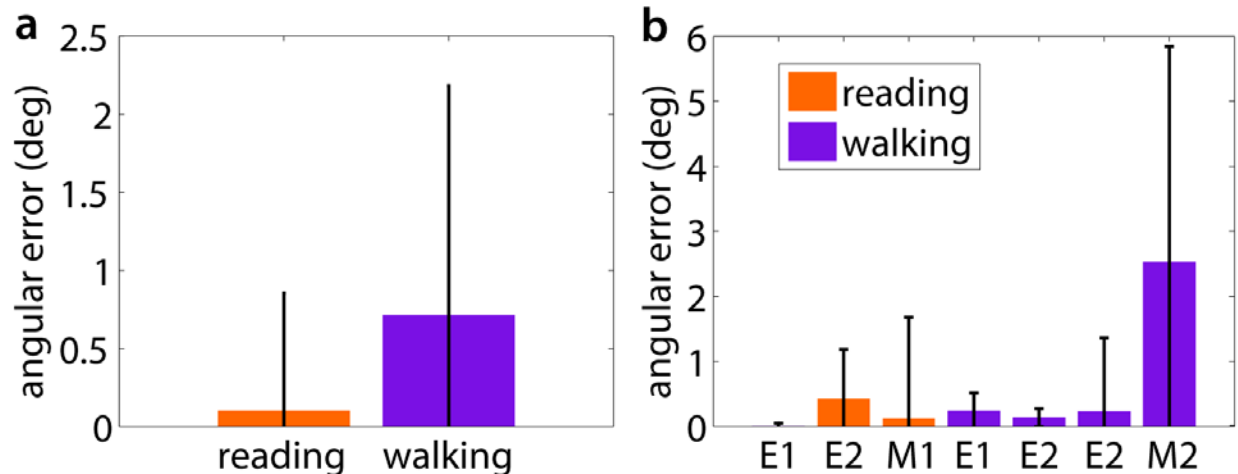 a
angular error (deg)
2.5
2
1.5
1
0.5
0
reading
walking
b
angular error (deg)
6
5
4
3
2
1
0
reading
walking
E1 E2 M1 E1 E2 E2 M2